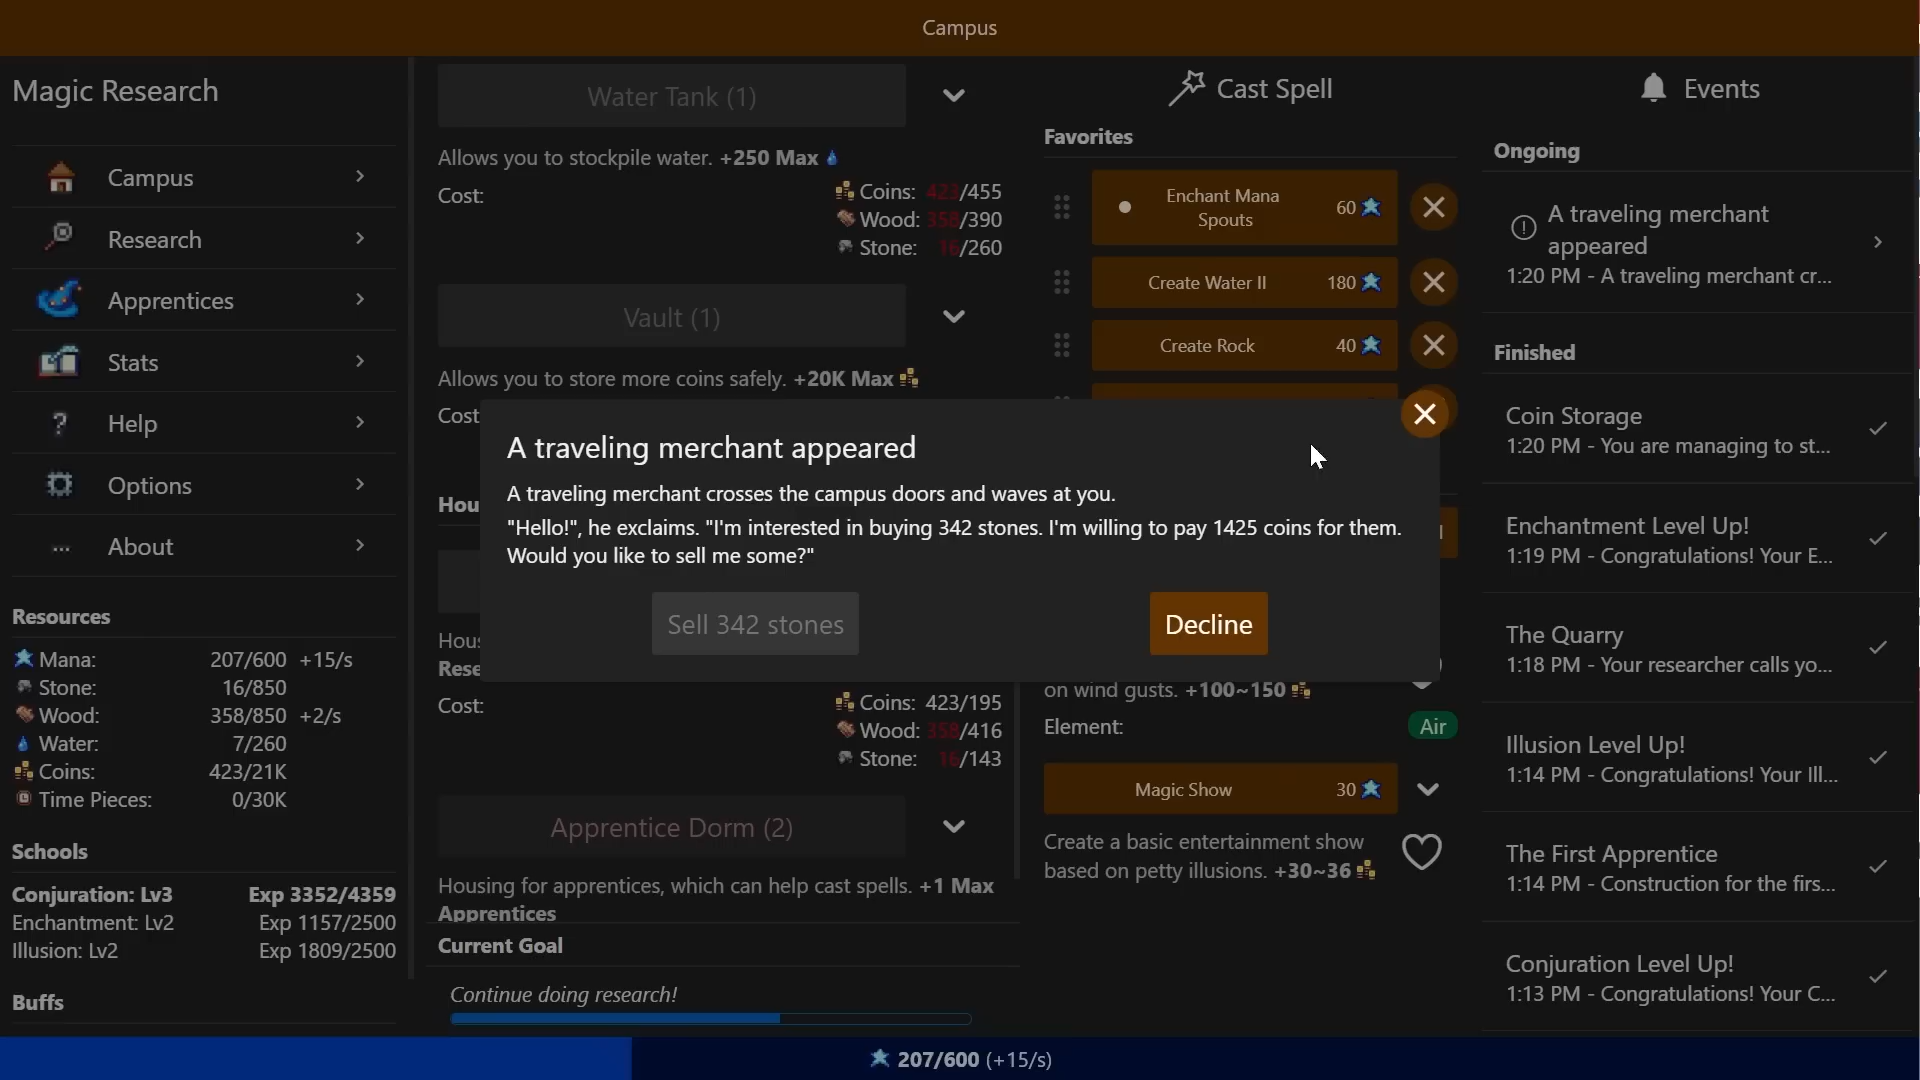 Campus
Magic Research
Campus
Research
Apprentices
Stats
Help
Options
... About
Resources
Mana: 207/600 +15/s
Stone: 16/850
Wood: 358/850 +2/s
Water: 7/260
Coins: 423/21K
Time Pieces: 0/30K
Schools
Conjuration: Lv3 Exp 3352/4359
Enchantment: Lv2 Exp 1157/2500
Illusion: Lv2 Exp 1809/2500
Buffs
Water Tank (1)
Allows you to stockpile water. +250 Max
Cost: Coins: 423/455
Wood: 358/390
Stone: 16/260
Vault (1)
Allows you to store more coins safely. +20K Max
Cost
Hou
Hous
Rese
Cost: Coins: 423/195
Wood: 358/416
Stone: 16/143
Apprentice Dorm (2)
Housing for apprentices, which can help cast spells. +1 Max
Apprentices
Current Goal
Continue doing research!
A traveling merchant appeared
A traveling merchant crosses the campus doors and waves at you.
"Hello!", he exclaims. "I'm interested in buying 342 stones. I'm willing to pay 1425 coins for them.
Would you like to sell me some?"
Sell 342 stones
Decline
Cast Spell
Favorites
Enchant Mana
Spouts 60
Create Water II 180
Create Rock 40
on wind gusts. +100~150
Element: Air
Magic Show 30
Create a basic entertainment show
based on petty illusions. +30~36
Events
Ongoing
A traveling merchant
appeared
1:20 PM - A traveling merchant cr...
Finished
Coin Storage
1:20 PM - You are managing to st...
Enchantment Level Up!
1:19 PM - Congratulations! Your E...
The Quarry
1:18 PM - Your researcher calls yo...
Illusion Level Up!
1:14 PM - Congratulations! Your Ill...
The First Apprentice
1:14 PM - Construction for the firs...
Conjuration Level Up!
1:13 PM - Congratulations! Your C...
207/600 (+15/s)